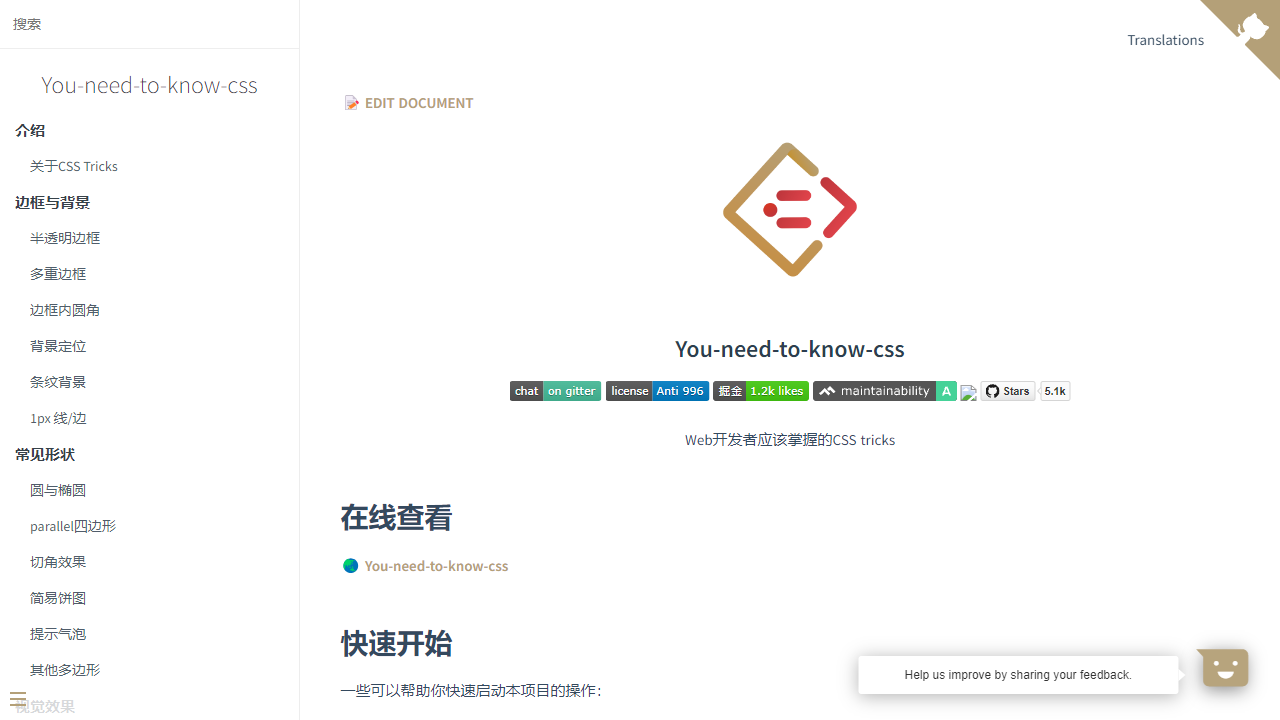 搜索
You-need-to-know-css
介绍
关于CSS Tricks
边框与背景
半透明边框
多重边框
边框内圆角
背景定位
条纹背景
1px 线/边
常见形状
圆与椭圆
parallel四边形
切角效果
简易饼图
提示气泡
其他多边形
视觉效果
Translations
EDIT DOCUMENT
You-need-to-know-css
chat on gitter license Anti 996 掘金 1.2k likes maintainability A Stars 5.1k
Web开发者应该掌握的CSS tricks
在线查看
You-need-to-know-css
快速开始
一些可以帮助你快速启动本项目的操作：
Help us improve by sharing your feedback.